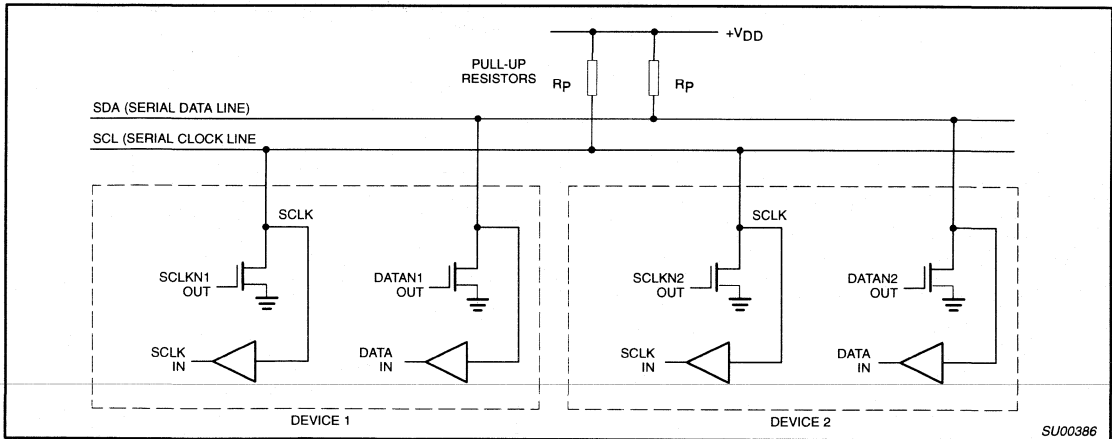 +VDD
PULL-UP
RESISTORS
RP
RP
SDA (SERIAL DATA LINE)
SCL (SERIAL CLOCK LINE
SCLK
SCLK
SCLKN1
OUT
DATAN1
OUT
SCLKN2
OUT
DATAN2
OUT
SCLK
IN
DATA
IN
SCLK
IN
DATA
IN
DEVICE 1
DEVICE 2
SU00386